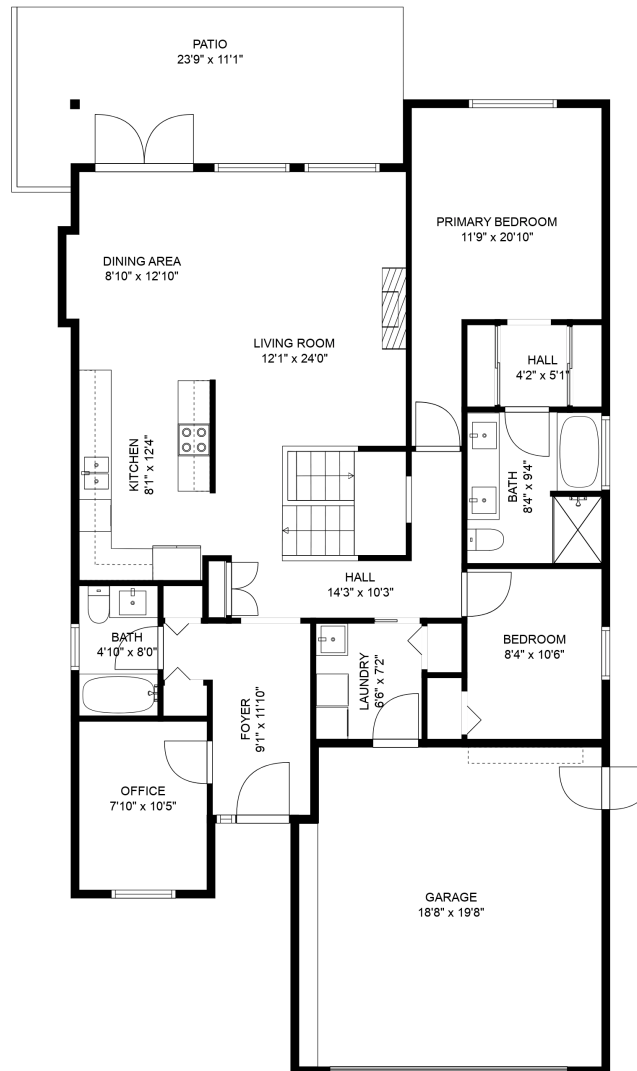 PATIO
23'9" x 11'1"
PRIMARY BEDROOM
11'9" x 20'10"
DINING AREA
8'10" x 12'10"
LIVING ROOM
12'1" x 24'0"
HALL
4'2" x 5'1"
KITCHEN
8'1" x 12'4"
BATH
8'4" x 9'4"
HALL
14'3" x 10'3"
BATH
4'10" x 8'0"
BEDROOM
8'4" x 10'6"
LAUNDRY
6'6" x 7'2"
FOYER
9'1" x 11'10"
OFFICE
7'10" x 10'5"
GARAGE
18'8" x 19'8"